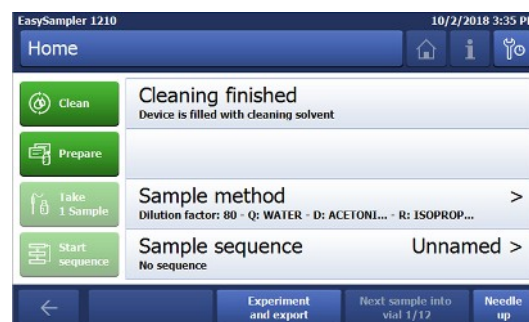 EasySampler 1210 10/2/2018 3:35 P
Home
Clean
Cleaning finished
Device is filled with cleaning solvent
Prepare
Take
1 Sample
Sample method >
Dilution factor: 80 - Q: WATER - D: ACETONI... - R: ISOPROP...
Start
sequence
Sample sequence Unnamed >
No sequence
Experiment
and export
Next sample into
vial 1/12
Needle
up